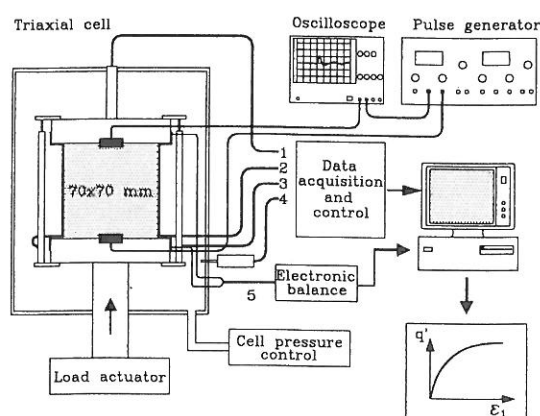 Triaxial cell
Oscilloscope
Pulse generator
70x70 mm
1
2
3
4
Data
acquisition
and
control
5
Electronic
balance
Cell pressure
control
Load actuator
q'
ε₁